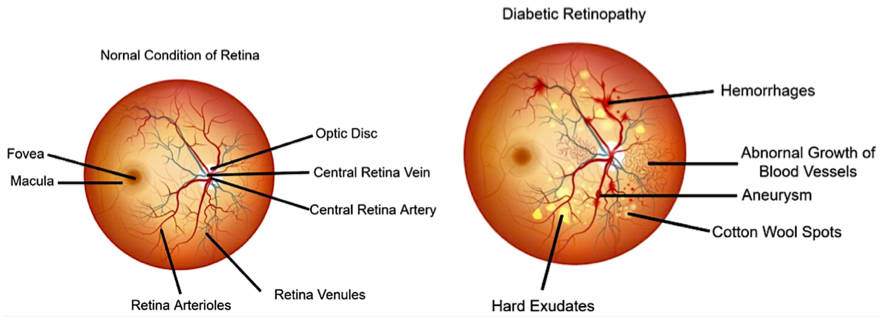 Nornal Condition of Retina
Fovea
Macula
Optic Disc
Central Retina Vein
Central Retina Artery
Retina Arterioles
Retina Venules
Diabetic Retinopathy
Hemorrhages
Abnornal Growth of
Blood Vessels
Aneurysm
Cotton Wool Spots
Hard Exudates